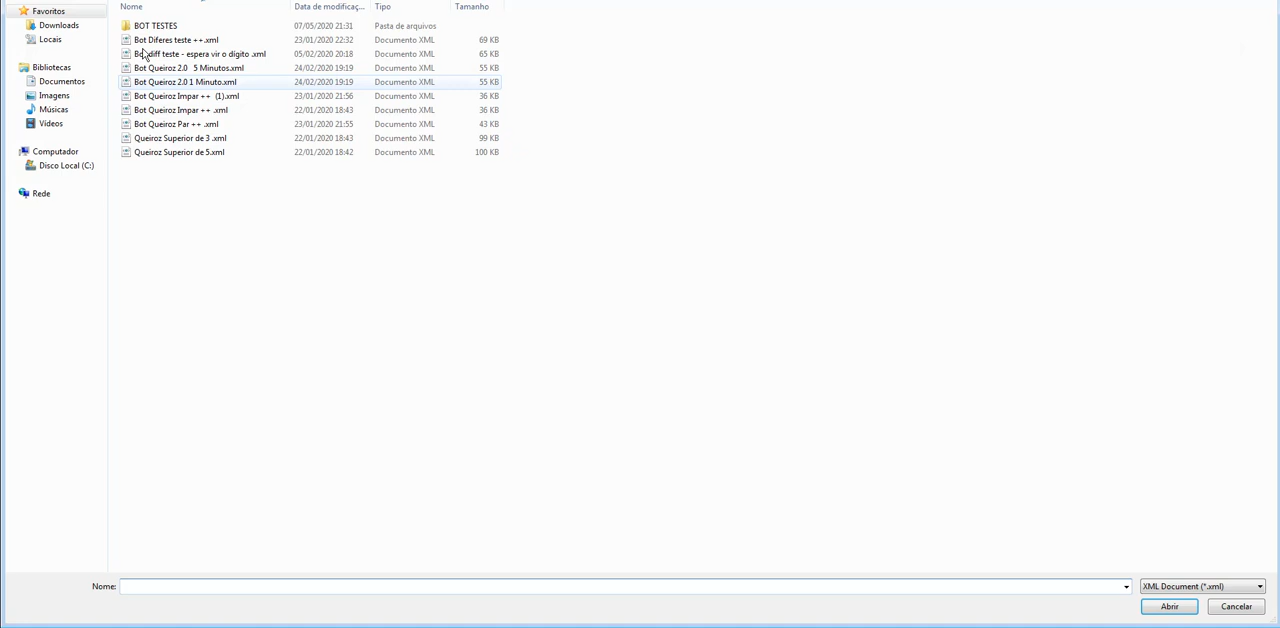 Favoritos
Downloads
Locais
Bibliotecas
Documentos
Imagens
Músicas
Vídeos
Computador
Disco Local (C:)
Rede
Nome Data de modificaç... Tipo Tamanho
BOT TESTES 07/05/2020 21:31 Pasta de arquivos
Bot Diferes teste ++.xml 23/01/2020 22:32 Documento XML 69 KB
diff teste - espera vir o digito .xml 05/02/2020 20:18 Documento XML 65 KB
Bot Queiroz 2.0 5 Minutos.xml 24/02/2020 19:19 Documento XML 55 KB
Bot Queiroz 2.0 1 Minuto.xml 24/02/2020 19:19 Documento XML 55 KB
Bot Queiroz Impar ++ (1).xml 23/01/2020 21:56 Documento XML 36 KB
Bot Queiroz Impar ++ .xml 22/01/2020 18:43 Documento XML 36 KB
Bot Queiroz Par ++ .xml 23/01/2020 21:55 Documento XML 43 KB
Queiroz Superior de 3 .xml 22/01/2020 18:43 Documento XML 99 KB
Queiroz Superior de 5.xml 22/01/2020 18:42 Documento XML 100 KB
Nome: XML Document (*.xml)
Abrir Cancelar